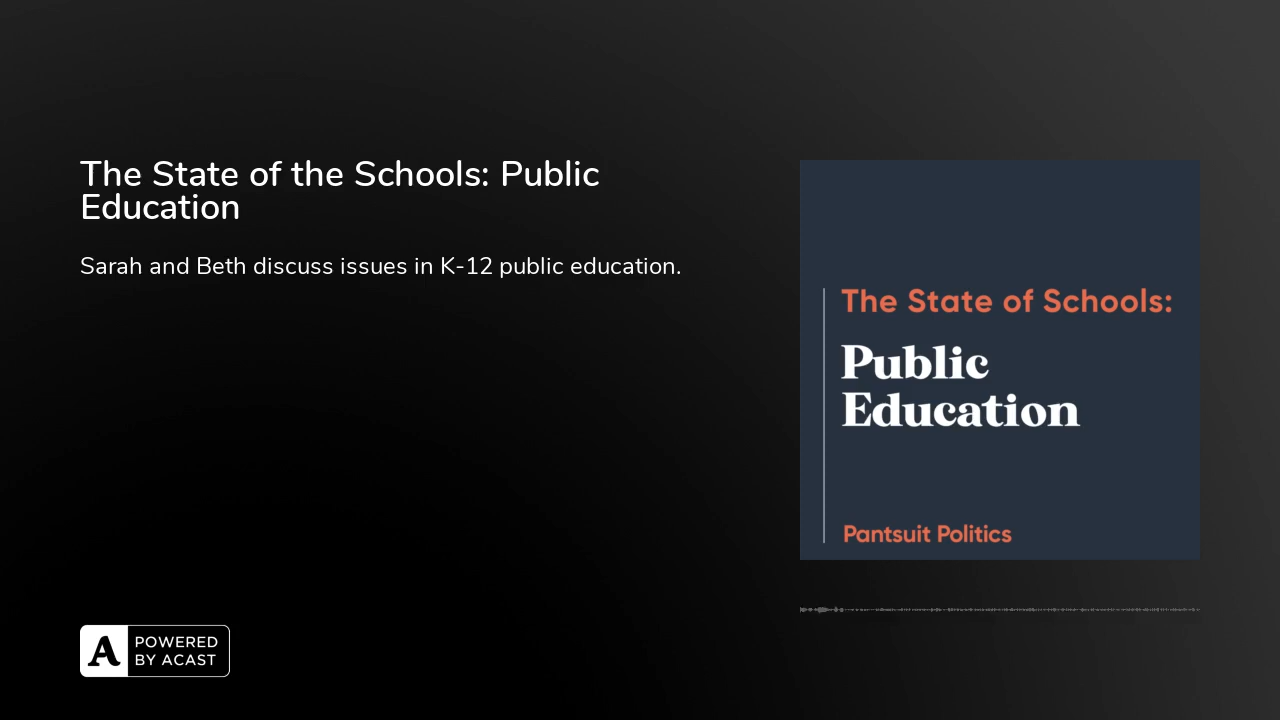 The State of the Schools: Public
Education
Sarah and Beth discuss issues in K-12 public education.
The State of Schools:
Public
Education
Pantsuit Politics
A POWERED
BY ACAST